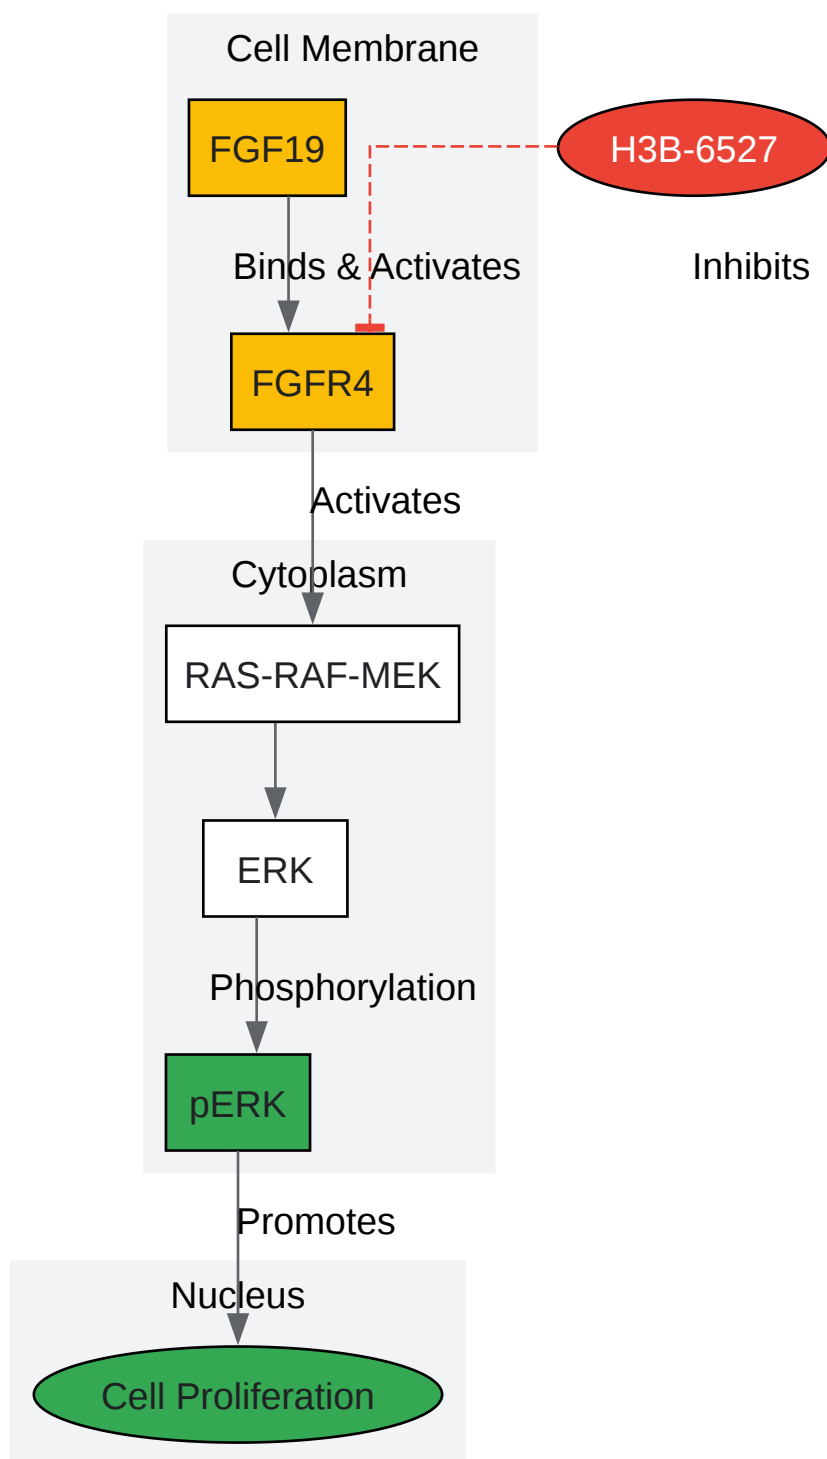 Cell Membrane
FGF19
H3B-6527
Binds & Activates
Inhibits
FGFR4
Activates
Cytoplasm
RAS-RAF-MEK
ERK
Phosphorylation
pERK
Promotes
Nucleus
Cell Proliferation